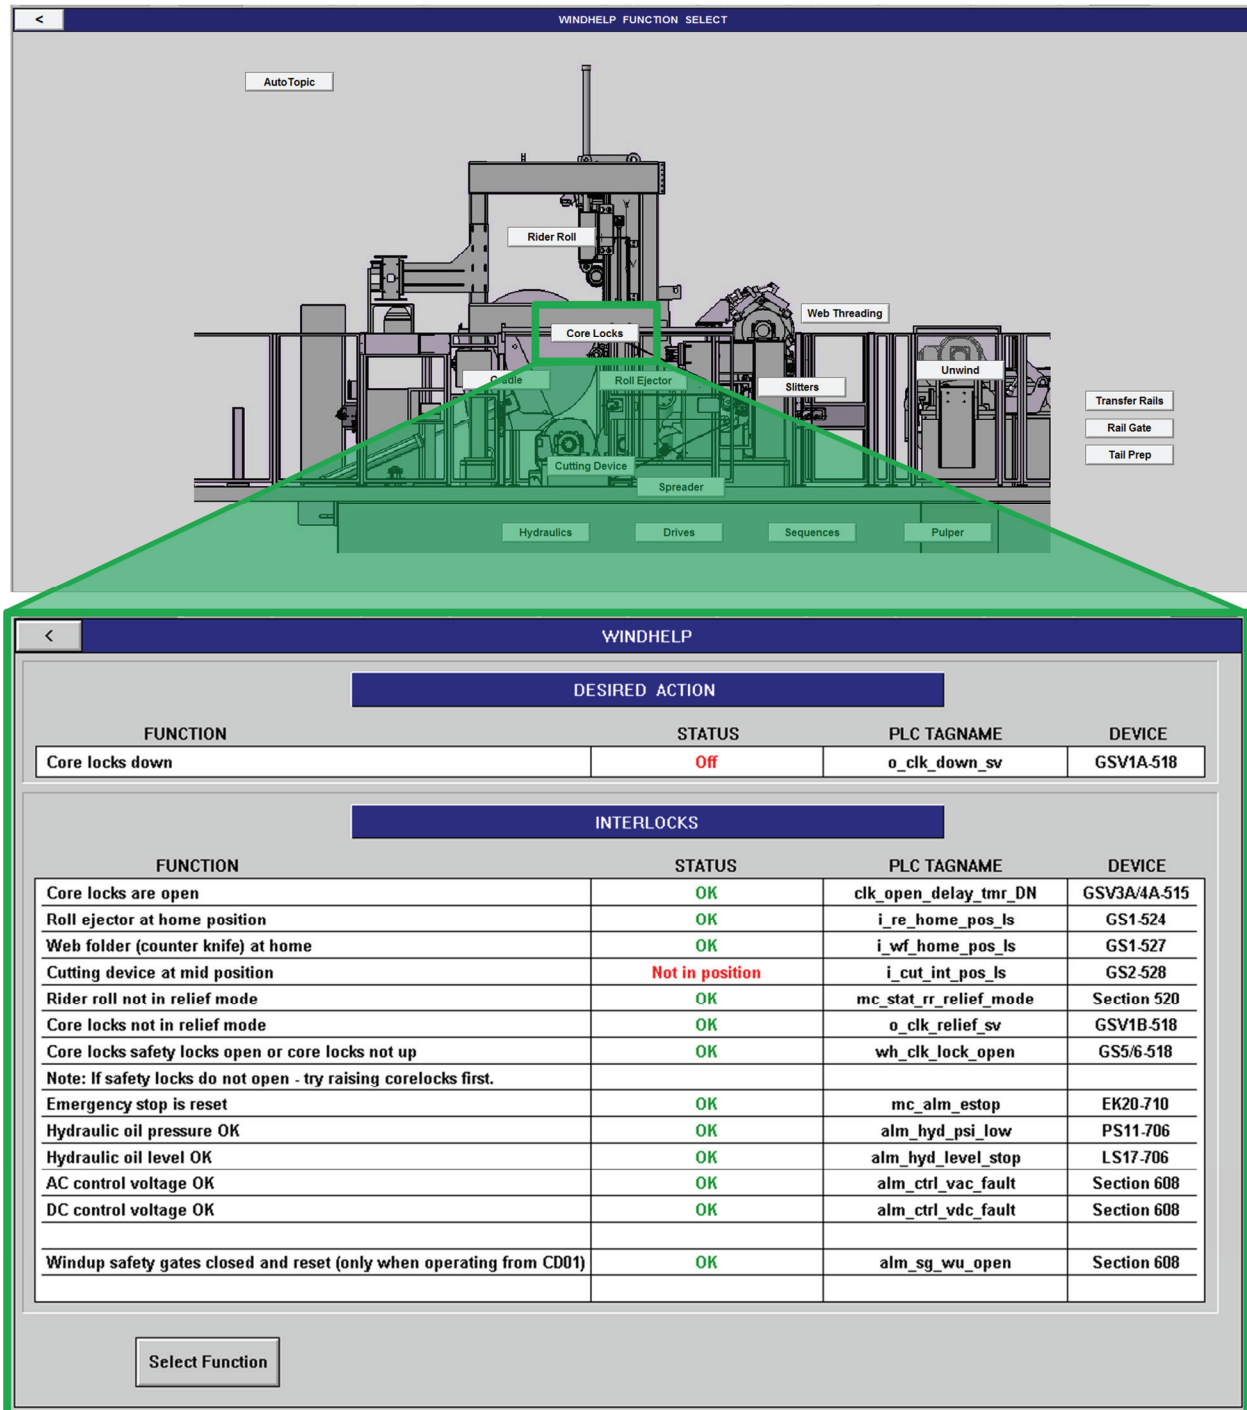 <
WINDHELP FUNCTION SELECT
AutoTopic
Rider Roll
Web Threading
Core Locks
Unwind
Cradle
Roll Ejector
Slitters
Transfer Rails
Rail Gate
Tail Prep
Cutting Device
Spreader
Hydraulics
Drives
Sequences
Pulper
<
WINDHELP
DESIRED ACTION
FUNCTION STATUS PLC TAGNAME DEVICE
Core locks down Off o_clk_down_sv GSV1A-518
INTERLOCKS
FUNCTION STATUS PLC TAGNAME DEVICE
Core locks are open OK clk_open_delay_tmr_DN GSV3A/4A-515
Roll ejector at home position OK i_re_home_pos_ls GS1-524
Web folder (counter knife) at home OK i_wf_home_pos_ls GS1-527
Cutting device at mid position Not in position i_cut_int_pos_ls GS2-528
Rider roll not in relief mode OK mc_stat_rr_relief_mode Section 520
Core locks not in relief mode OK o_clk_relief_sv GSV1B-518
Core locks safety locks open or core locks not up OK wh_clk_lock_open GS5/6-518
Note: If safety locks do not open - try raising corelocks first.
Emergency stop is reset OK mc_alm_estop EK20-710
Hydraulic oil pressure OK OK alm_hyd_psi_low PS11-706
Hydraulic oil level OK OK alm_hyd_level_stop LS17-706
AC control voltage OK OK alm_ctrl_vac_fault Section 608
DC control voltage OK OK alm_ctrl_vdc_fault Section 608
Windup safety gates closed and reset (only when operating from CD01) OK alm_sg_wu_open Section 608
Select Function